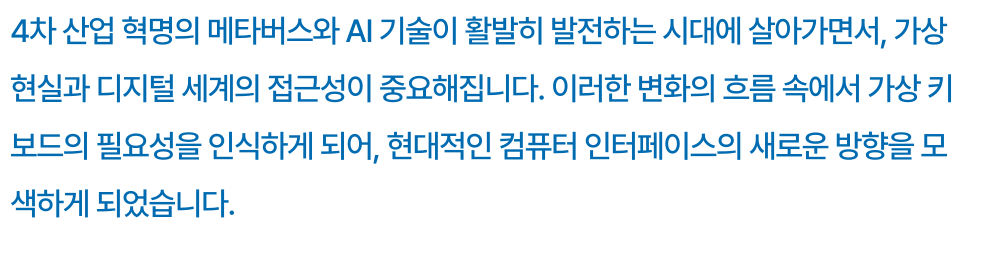 4차 산업 혁명의 메타버스와 AI 기술이 활발히 발전하는 시대에 살아가면서, 가상
현실과 디지털 세계의 접근성이 중요해집니다. 이러한 변화의 흐름 속에서 가상 키
보드의 필요성을 인식하게 되어, 현대적인 컴퓨터 인터페이스의 새로운 방향을 모
색하게 되었습니다.